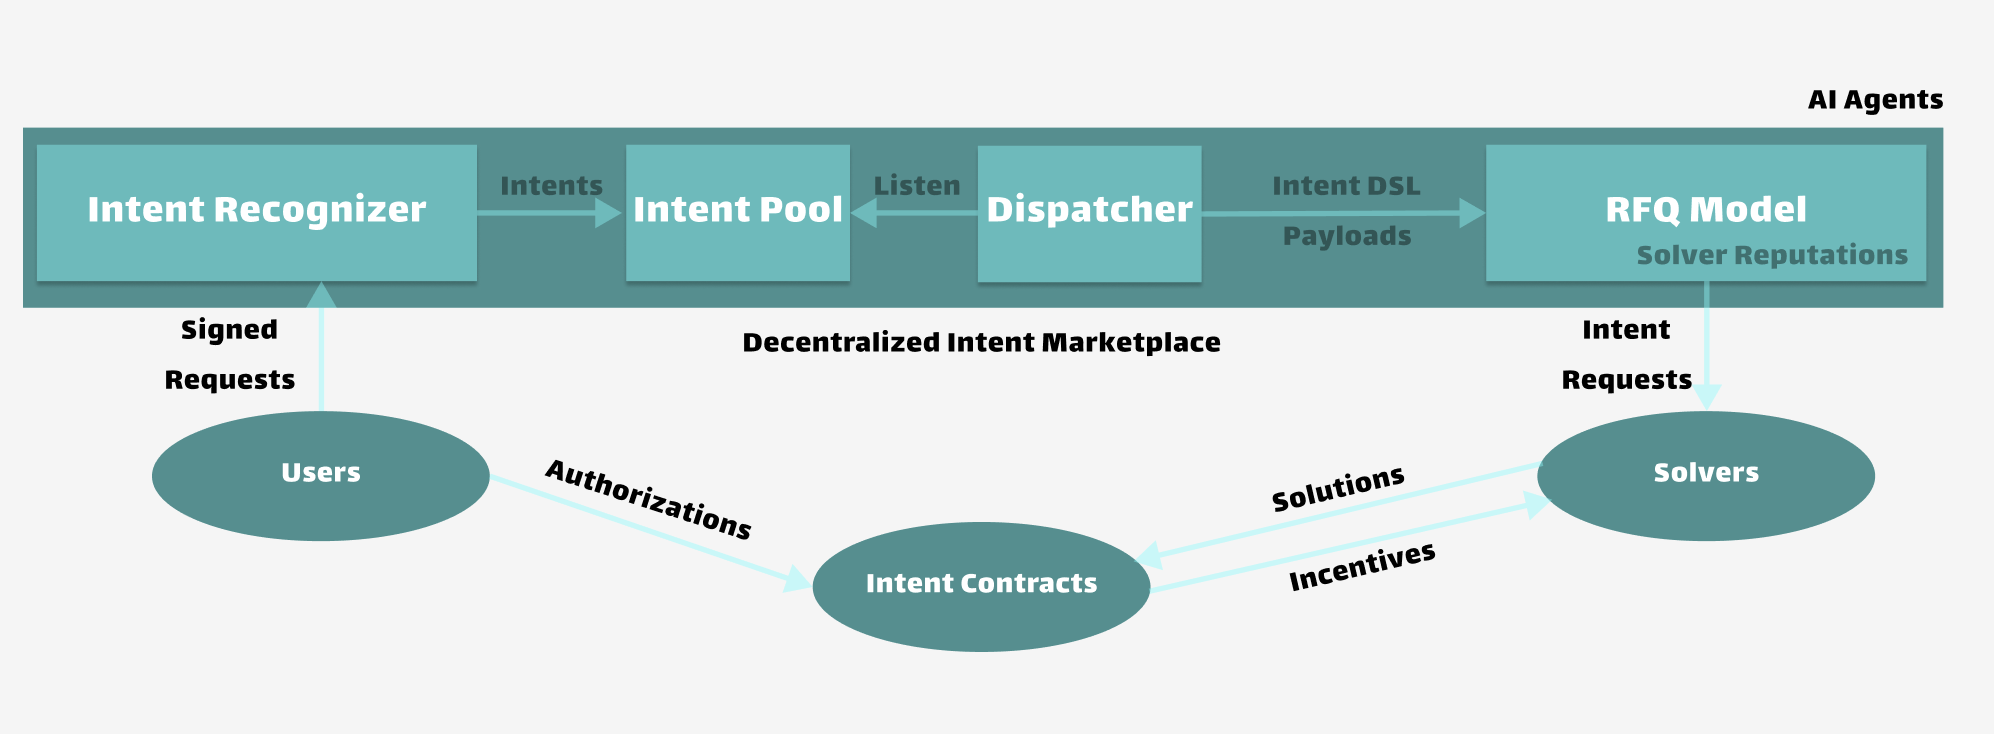 AI Agents
Intent Recognizer
Intents
Intent Pool
Listen
Dispatcher
Intent DSL
Payloads
RFQ Model
Solver Reputations
Signed
Requests
Decentralized Intent Marketplace
Intent
Requests
Users
Authorizations
Intent Contracts
Solutions
Incentives
Solvers